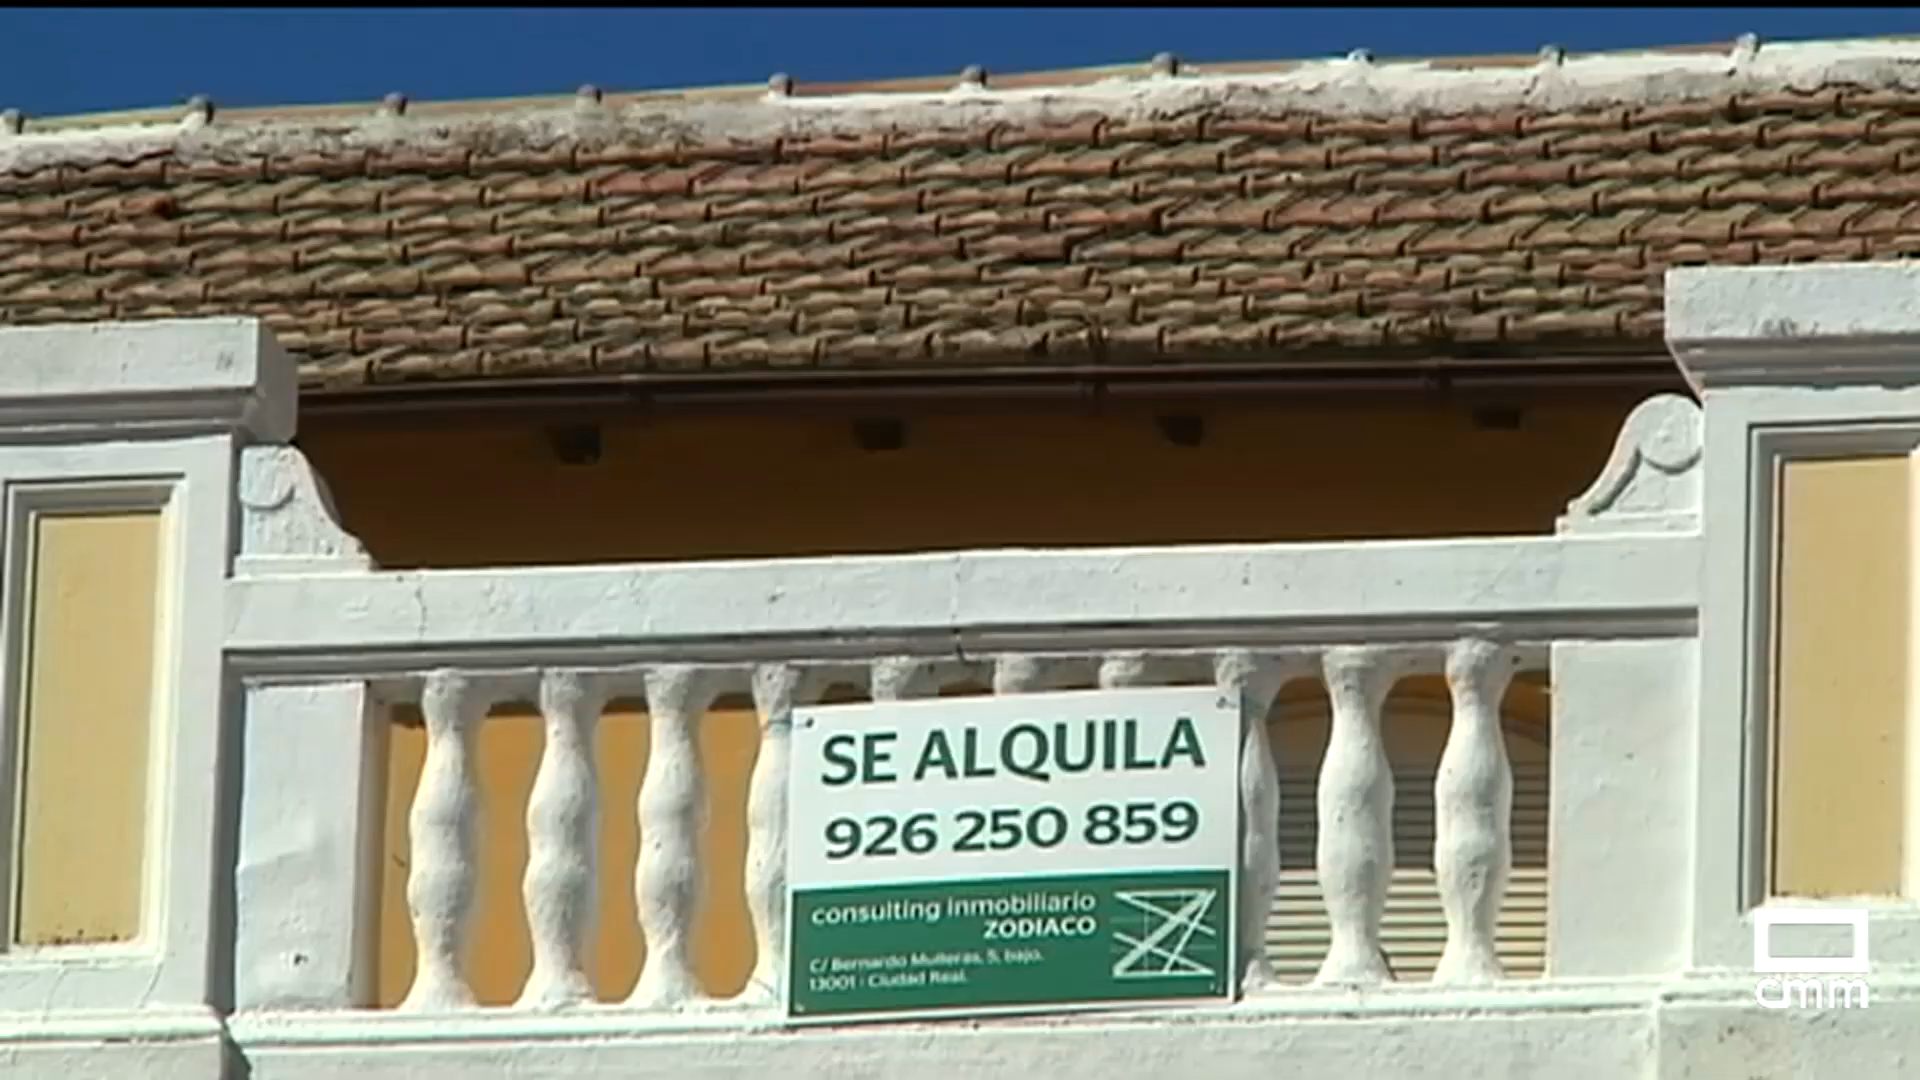 SE ALQUILA
926 250 859
consulting inmobiliario
ZODIACO
C/ Bernardo Mulleras, 5, bajo.
13001 - Ciudad Real.
cmm